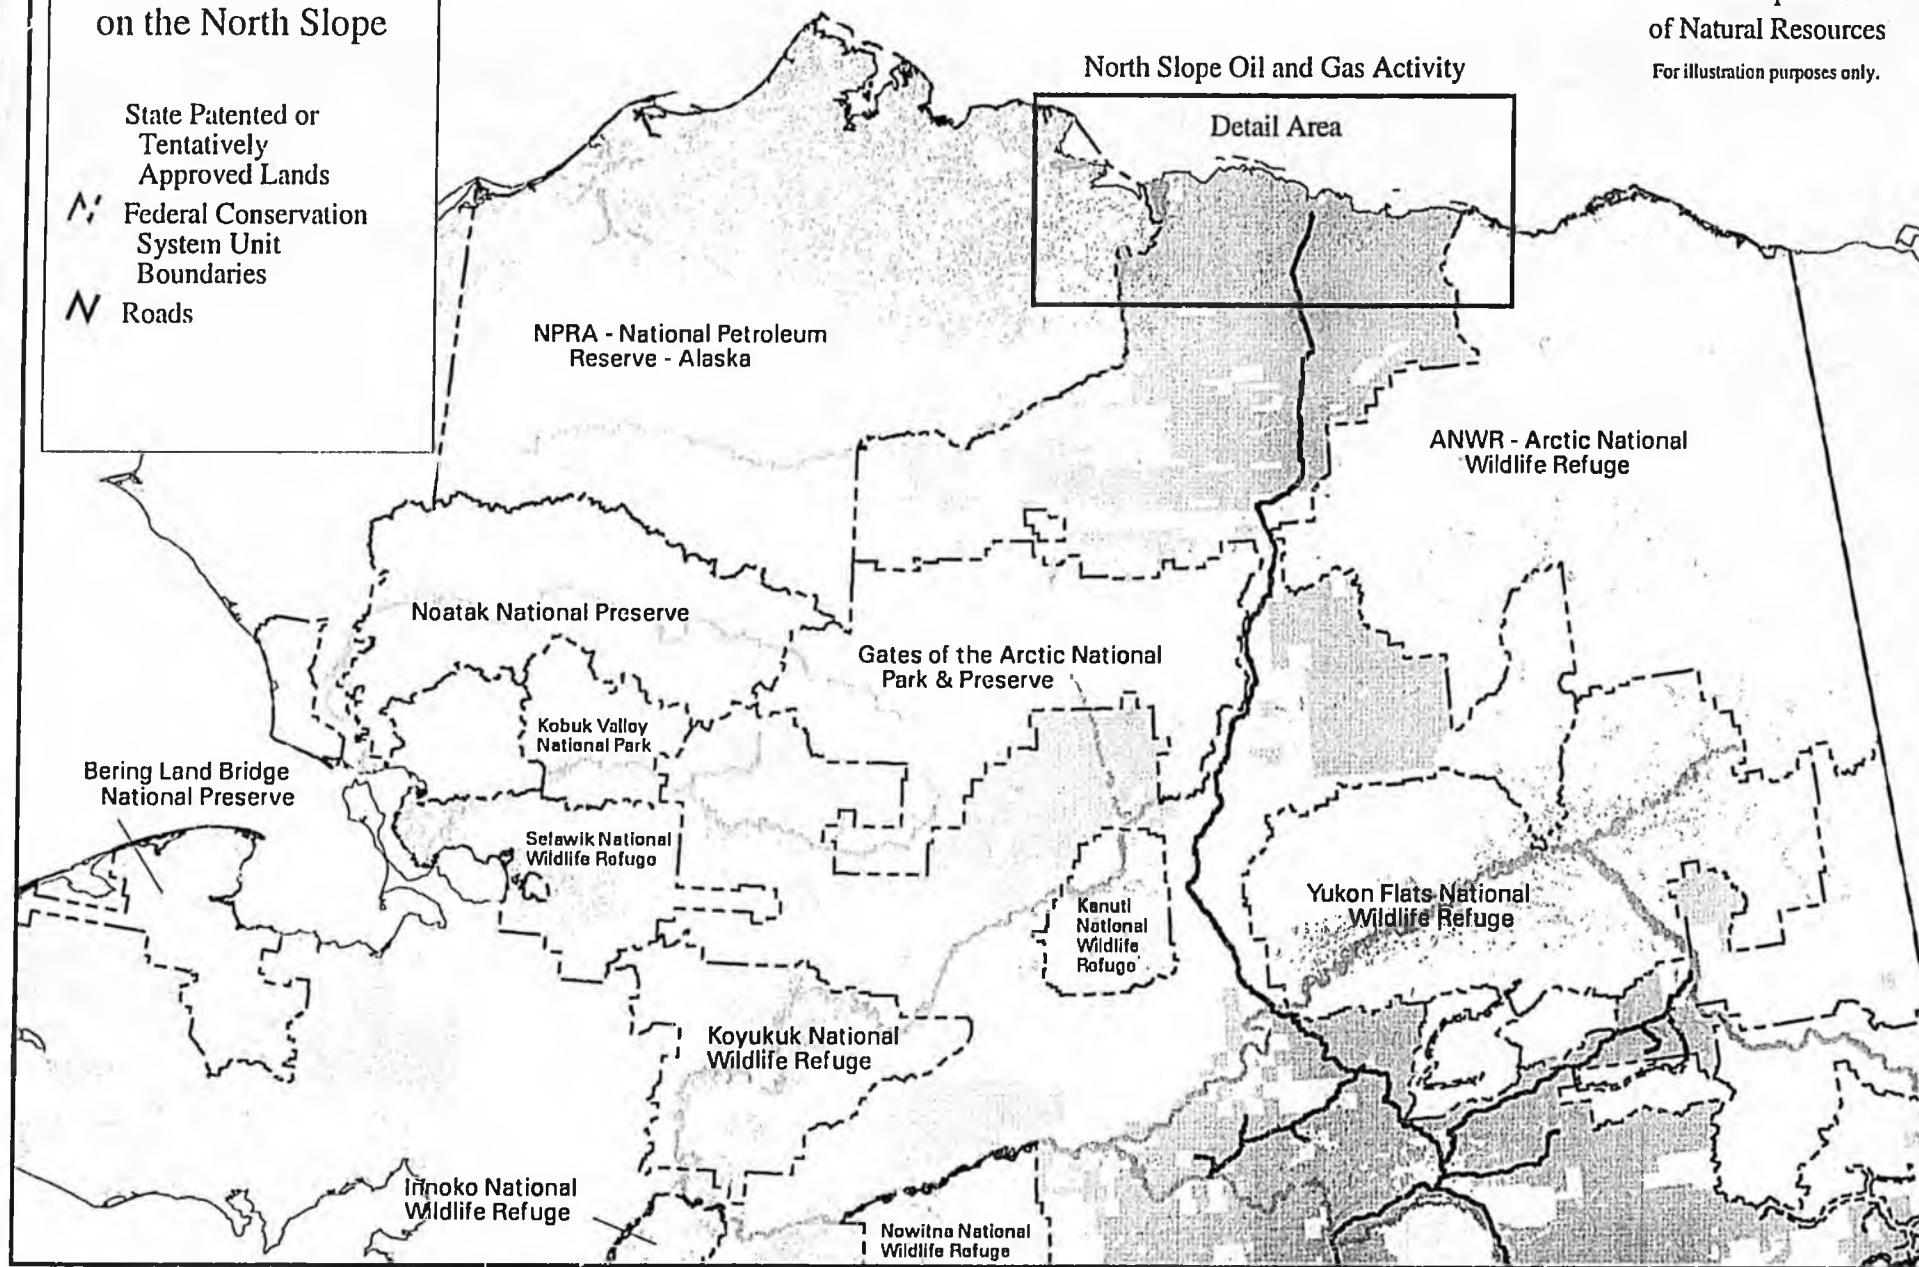 on the North Slope
State Patented or
Tentatively
Approved Lands
Federal Conservation
System Unit
Boundaries
Roads
of Natural Resources
For illustration purposes only.
North Slope Oil and Gas Activity
Detail Area
NPRA - National Petroleum
Reserve - Alaska
ANWR - Arctic National
Wildlife Refuge
Noatak National Preserve
Gates of the Arctic National
Park & Preserve
Kobuk Valley
National Park
Bering Land Bridge
National Preserve
Selawik National
Wildlife Refuge
Kanuti
National
Wildlife
Refuge
Yukon Flats National
Wildlife Refuge
Koyukuk National
Wildlife Refuge
Innoko National
Wildlife Refuge
Nowitna National
Wildlife Refuge